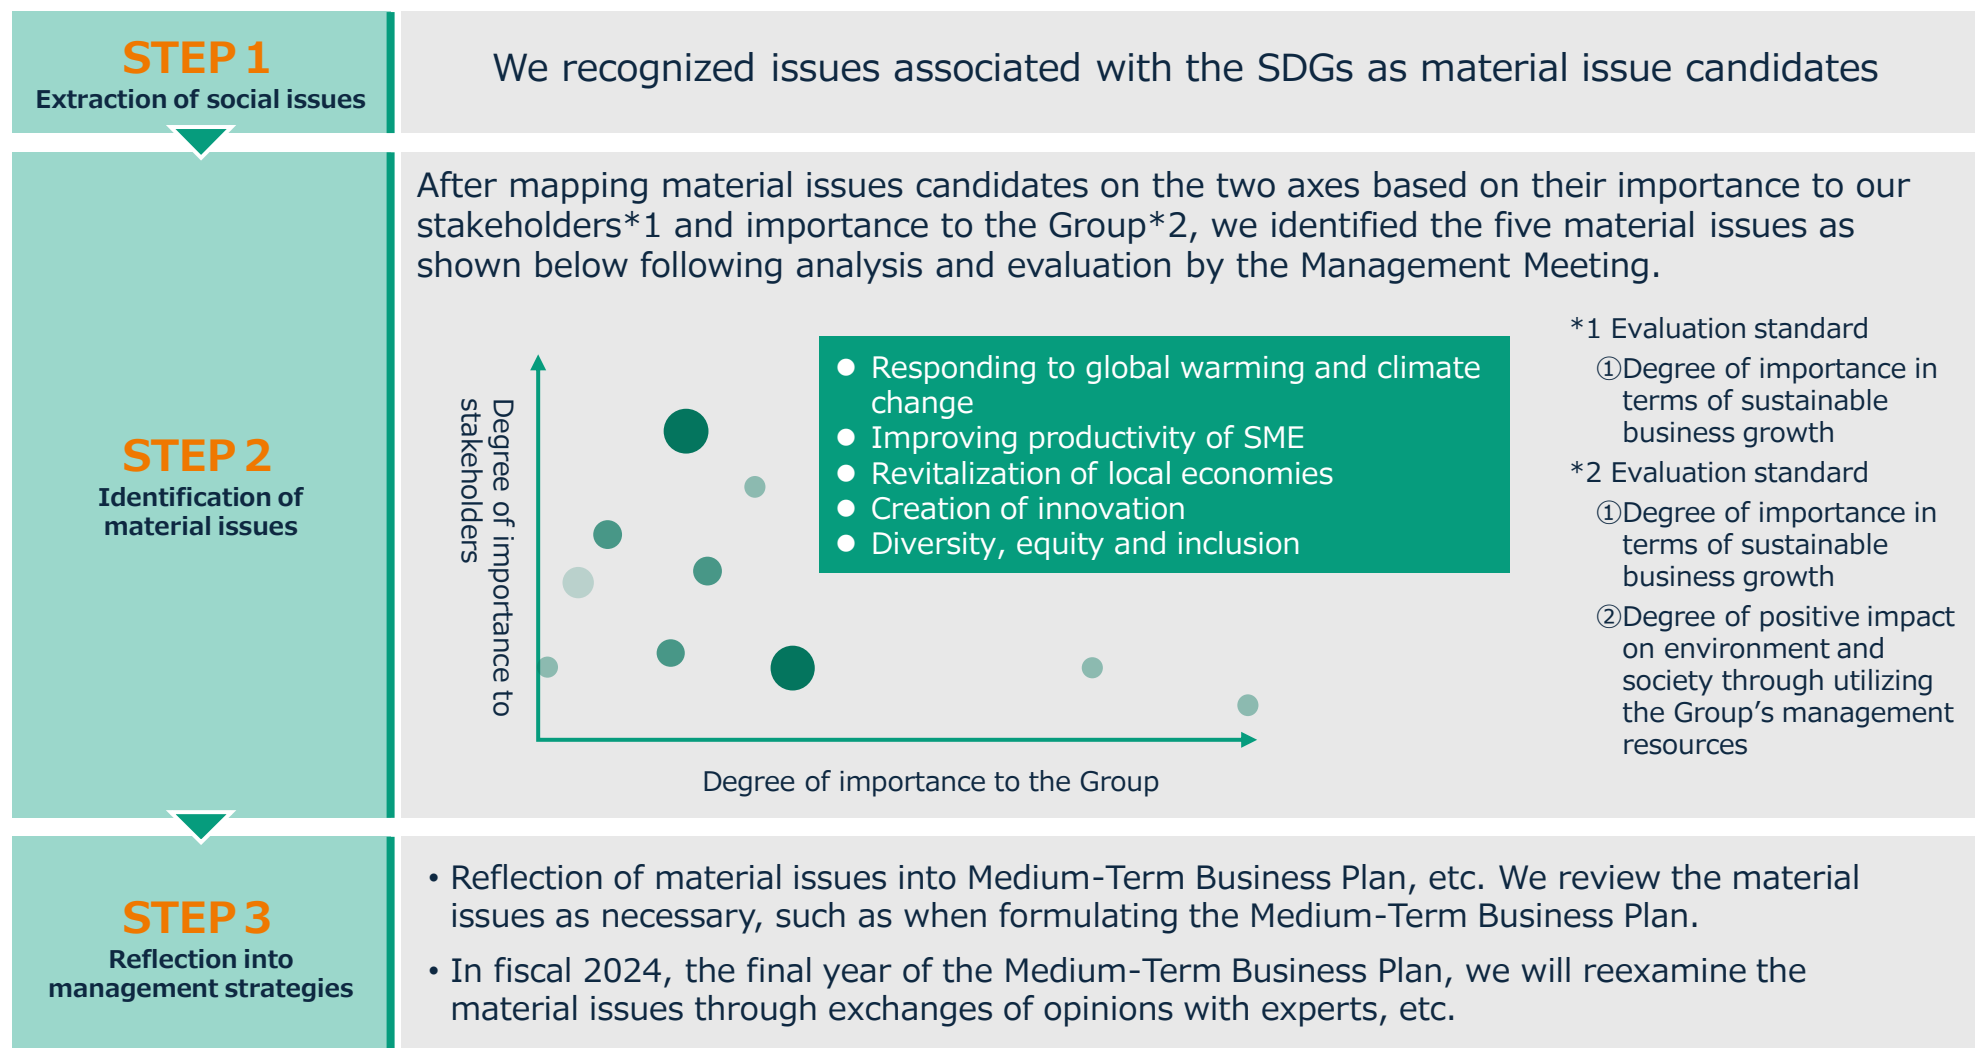 STEP 1
Extraction of social issues
We recognized issues associated with the SDGs as material issue candidates
STEP 2
Identification of
material issues
After mapping material issues candidates on the two axes based on their importance to our
stakeholders*1 and importance to the Group*2, we identified the five material issues as
shown below following analysis and evaluation by the Management Meeting.
Degree of importance to
stakeholders
● Responding to global warming and climate
change
● Improving productivity of SME
● Revitalization of local economies
● Creation of innovation
● Diversity, equity and inclusion
Degree of importance to the Group
*1 Evaluation standard
①Degree of importance in
terms of sustainable
business growth
*2 Evaluation standard
①Degree of importance in
terms of sustainable
business growth
②Degree of positive impact
on environment and
society through utilizing
the Group’s management
resources
STEP 3
Reflection into
management strategies
• Reflection of material issues into Medium-Term Business Plan, etc. We review the material
issues as necessary, such as when formulating the Medium-Term Business Plan.
• In fiscal 2024, the final year of the Medium-Term Business Plan, we will reexamine the
material issues through exchanges of opinions with experts, etc.